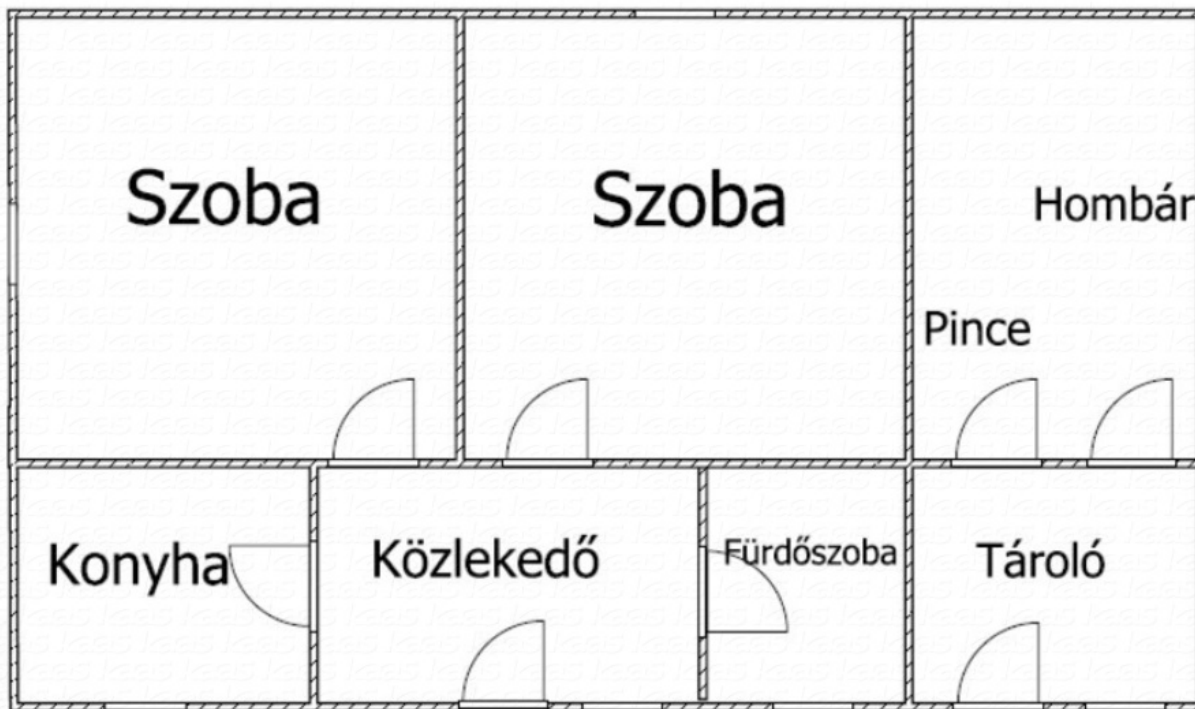 Szoba
Szoba
Hombár
Pince
Konyha
Közlekedő
Fürdőszoba
Tároló